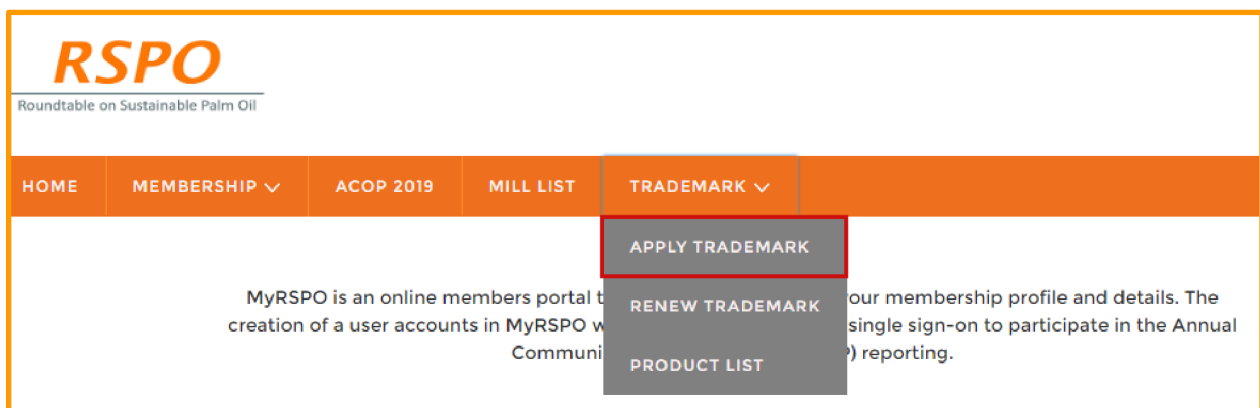 RSPO
Roundtable on Sustainable Palm Oil
HOME MEMBERSHIP ACOP 2019 MILL LIST TRADEMARK
APPLY TRADEMARK
RENEW TRADEMARK
PRODUCT LIST
MyRSPO is an online members portal t our membership profile and details. The
creation of a user accounts in MyRSPO w single sign-on to participate in the Annual
Communi P) reporting.